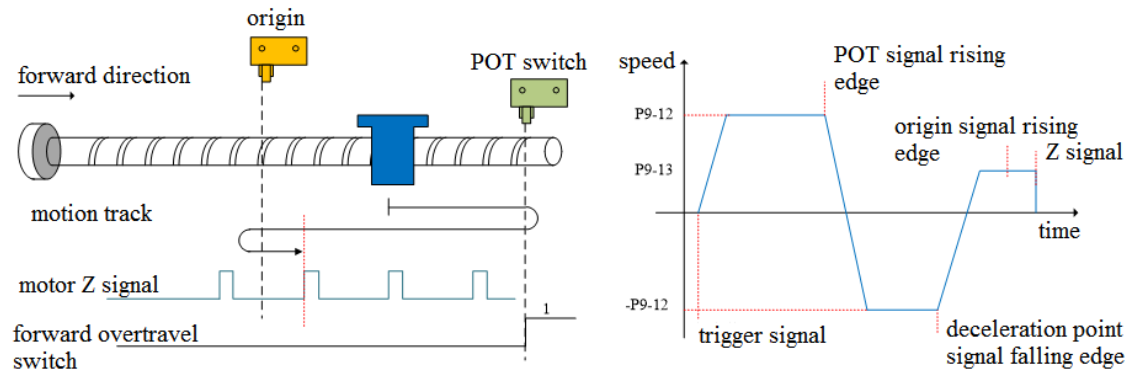 origin
POT switch
forward direction
motion track
motor Z signal
forward overtravel
switch
1
speed
POT signal rising
edge
P9-12
origin signal rising
edge
Z signal
P9-13
time
-P9-12
trigger signal
deceleration point
signal falling edge